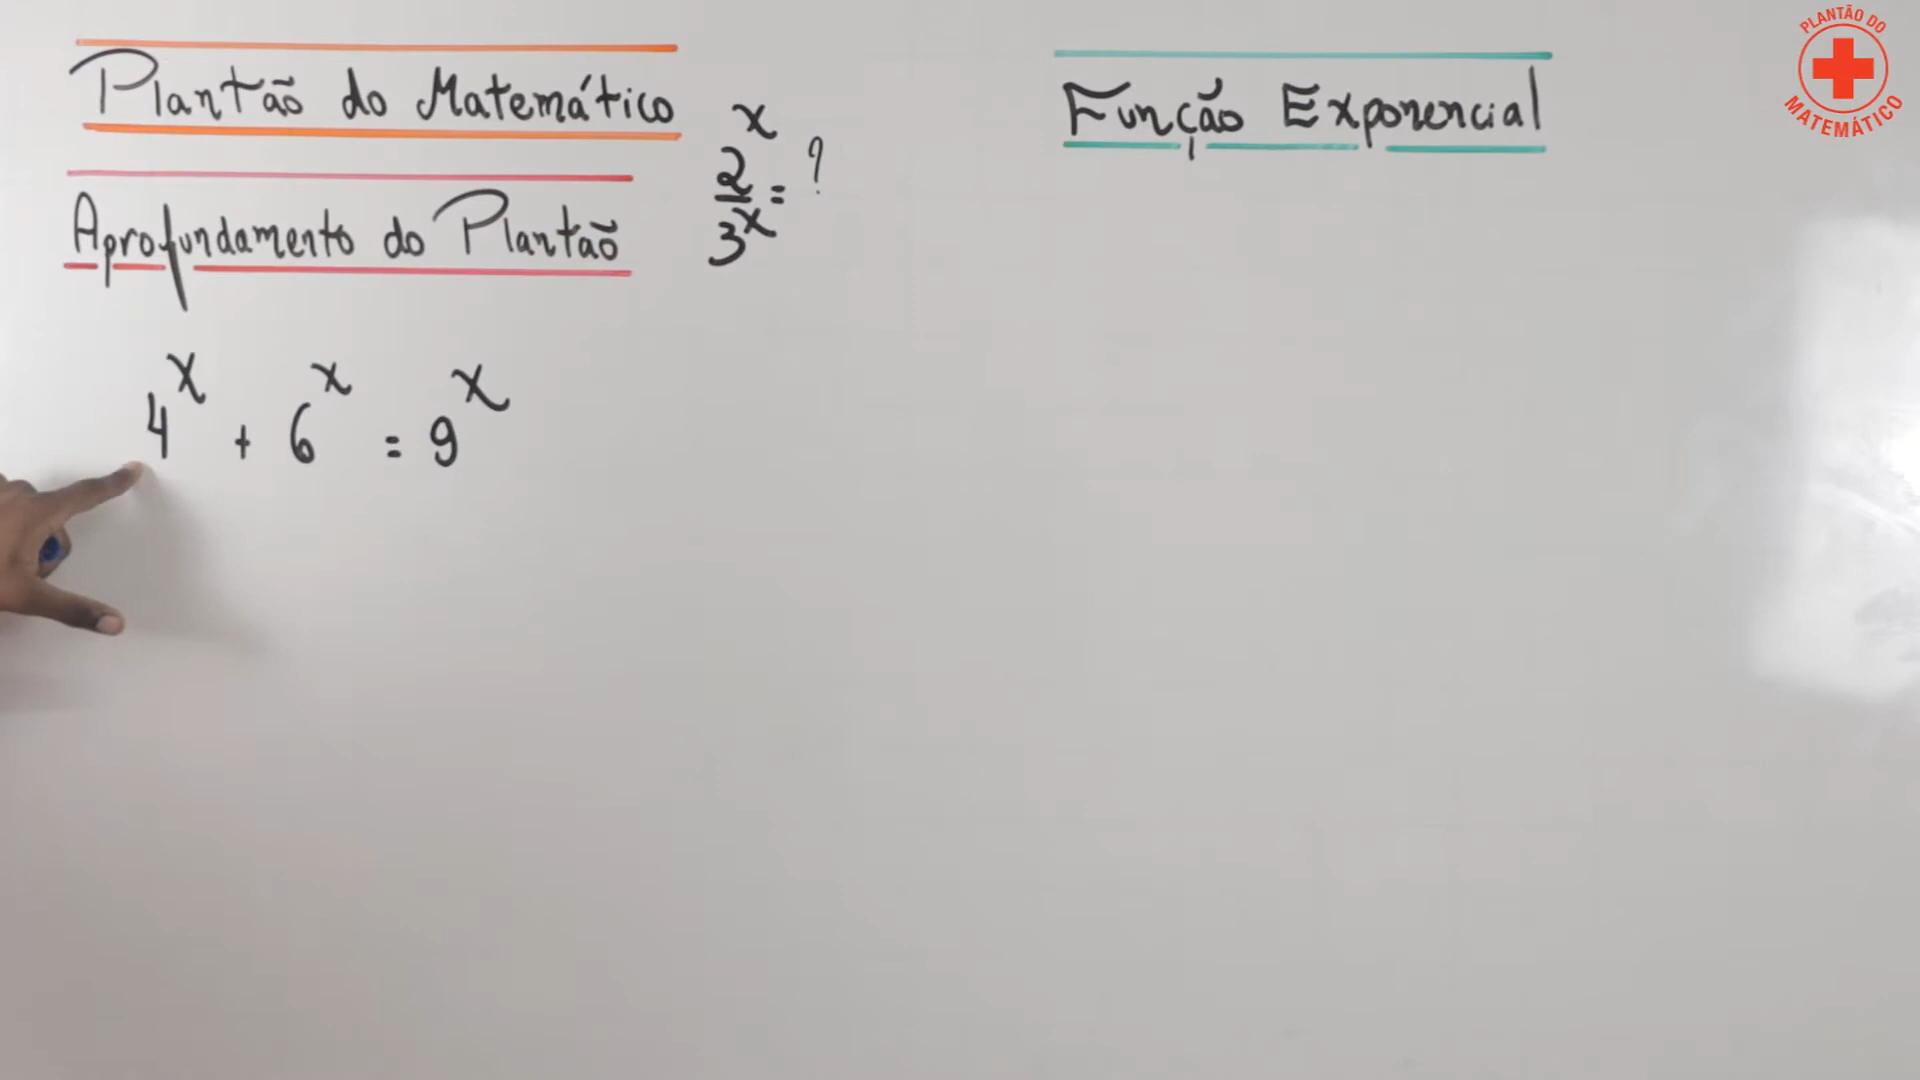 Plantão do Matemático
Aprofundamento do Plantão
2^x
— = ?
3^x
4^x + 6^x = 9^x
Função Exponencial
PLANTÃO DO
MATEMÁTICO